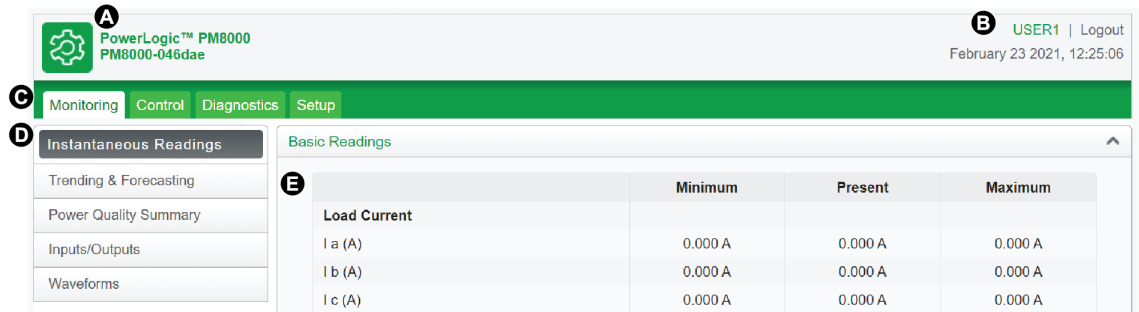 A
PowerLogic™ PM8000
PM8000-046dae
B
USER1 | Logout
February 23 2021, 12:25:06
C
Monitoring Control Diagnostics Setup
D
Instantaneous Readings
Trending & Forecasting
Power Quality Summary
Inputs/Outputs
Waveforms
Basic Readings
E
Minimum Present Maximum
Load Current
I a (A) 0.000 A 0.000 A 0.000 A
I b (A) 0.000 A 0.000 A 0.000 A
I c (A) 0.000 A 0.000 A 0.000 A